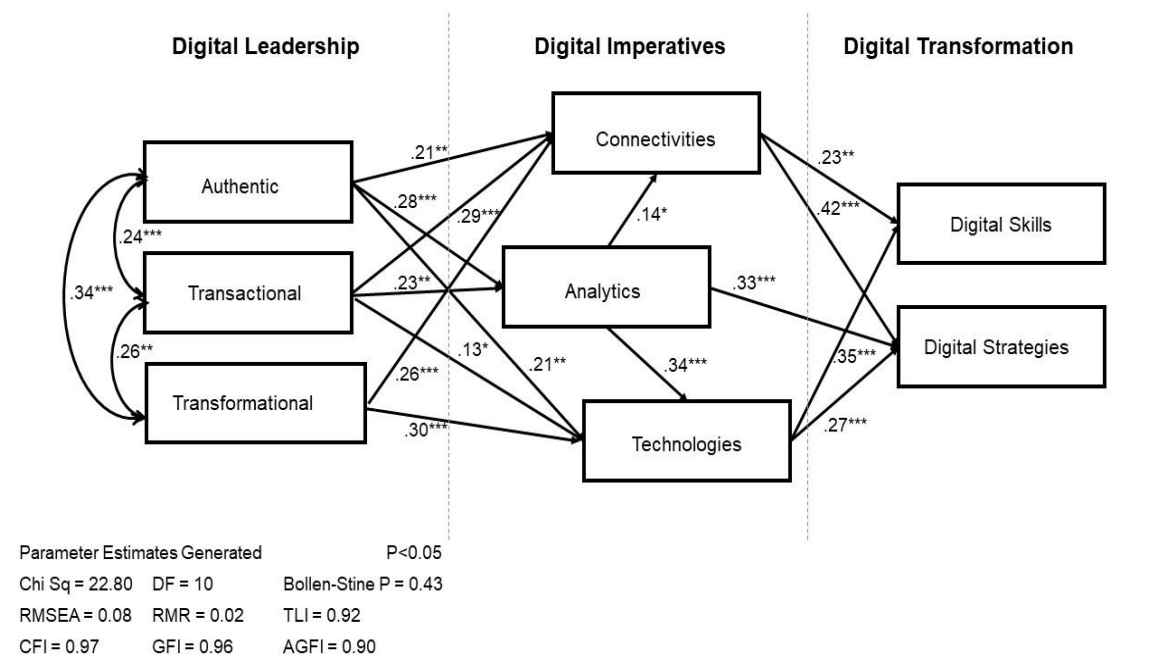 Digital Leadership
Digital Imperatives
Digital Transformation
Connectivities
.21**
.23**
Authentic
.28***
.29***
.42***
.14*
Digital Skills
.24***
.34***
Transactional
.23**
Analytics
.33***
.26**
.13*
.21**
.34***
.35***
Digital Strategies
.26***
Transformational
.30***
.27***
Technologies
Parameter Estimates Generated P<0.05
Chi Sq = 22.80 DF = 10 Bollen-Stine P = 0.43
RMSEA = 0.08 RMR = 0.02 TLI = 0.92
CFI = 0.97 GFI = 0.96 AGFI = 0.90